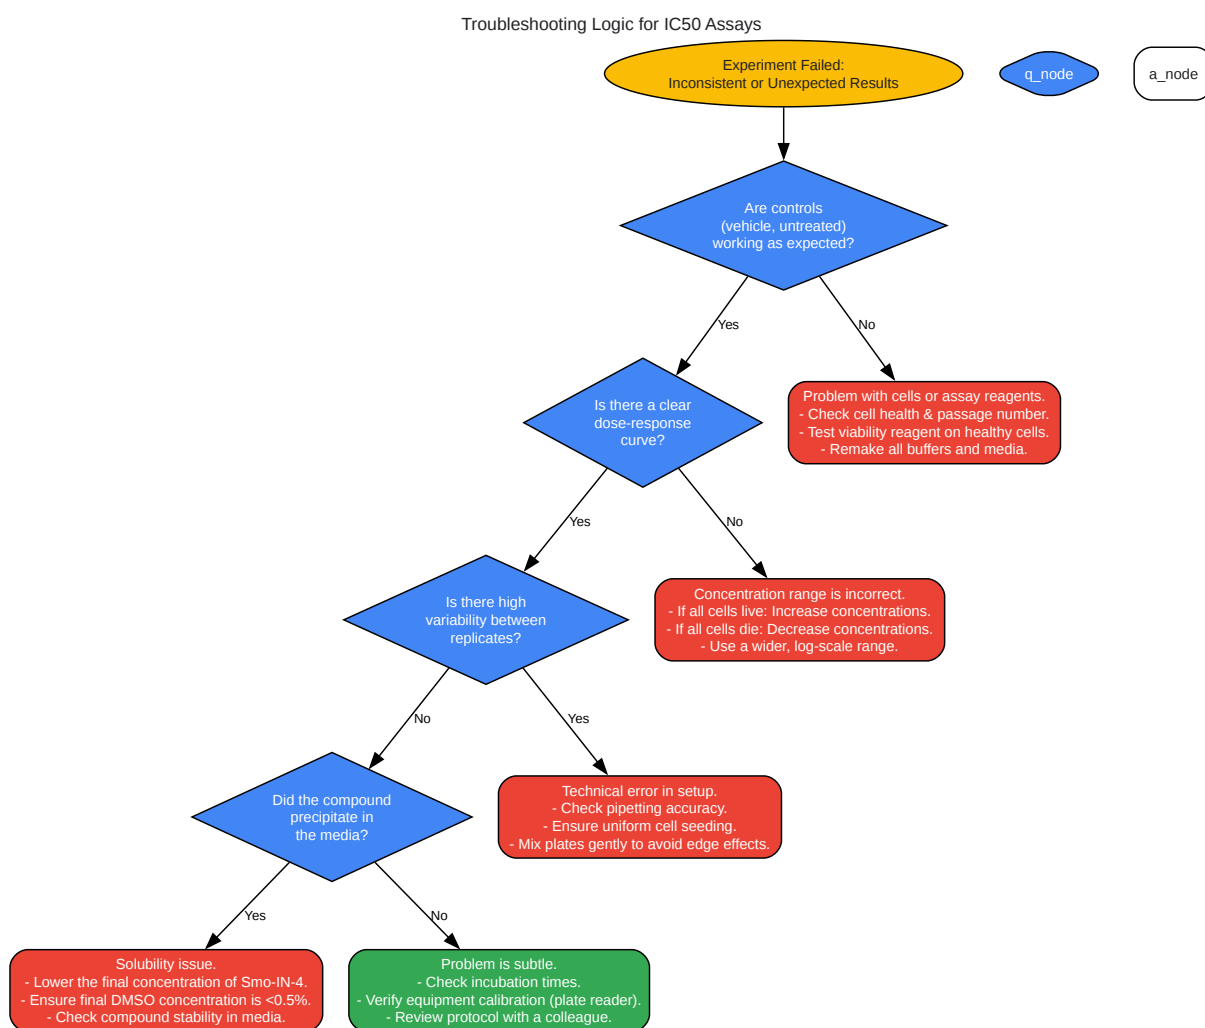 Troubleshooting Logic for IC50 Assays
Experiment Failed:
Inconsistent or Unexpected Results
q_node
a_node
Are controls
(vehicle, untreated)
working as expected?
Yes
No
Is there a clear
dose-response
curve?
Problem with cells or assay reagents.
- Check cell health & passage number.
- Test viability reagent on healthy cells.
- Remake all buffers and media.
Yes
No
Is there high
variability between
replicates?
Concentration range is incorrect.
- If all cells live: Increase concentrations.
- If all cells die: Decrease concentrations.
- Use a wider, log-scale range.
No
Yes
Did the compound
precipitate in
the media?
Technical error in setup.
- Check pipetting accuracy.
- Ensure uniform cell seeding.
- Mix plates gently to avoid edge effects.
Yes
No
Solubility issue.
- Lower the final concentration of Smo-IN-4.
- Ensure final DMSO concentration is <0.5%.
- Check compound stability in media.
Problem is subtle.
- Check incubation times.
- Verify equipment calibration (plate reader).
- Review protocol with a colleague.